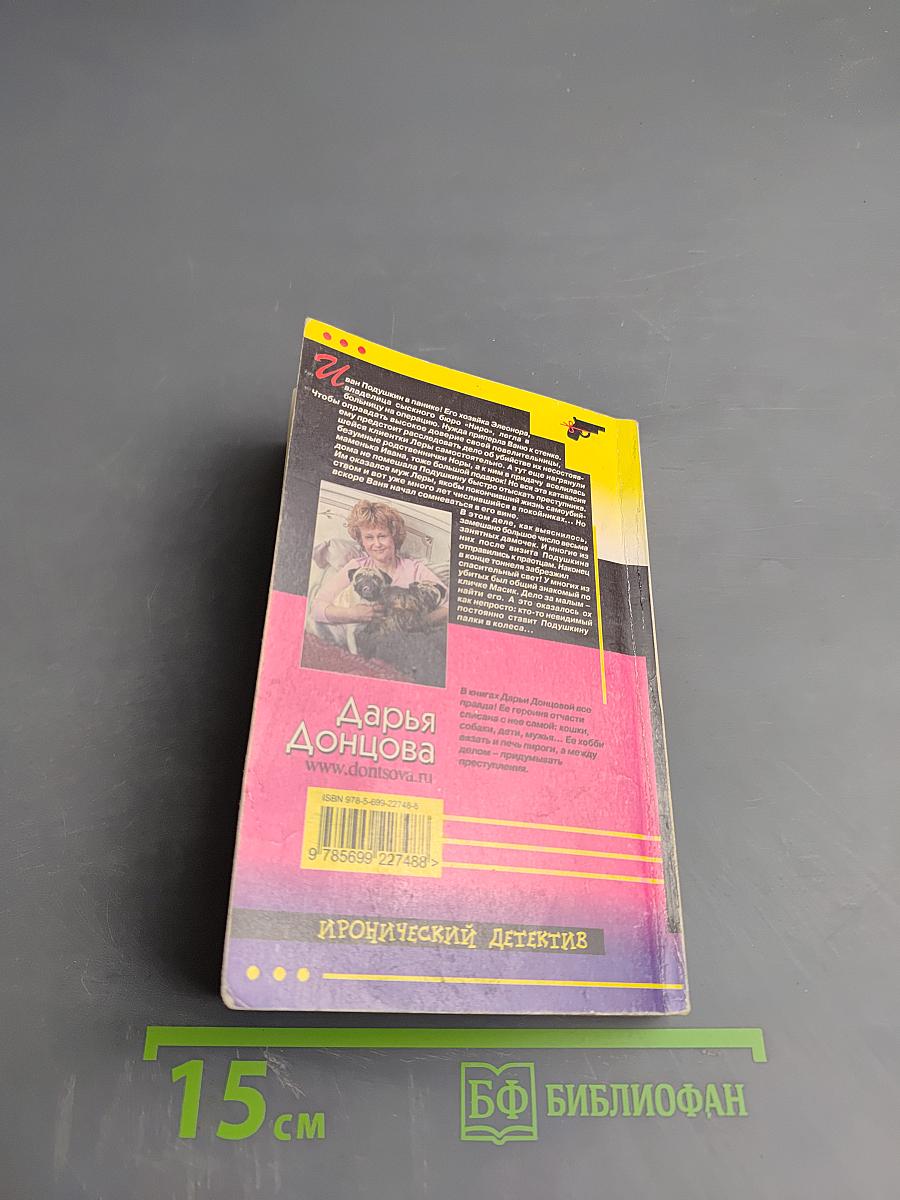 Иван Подушкин в панике! Его хозяйка Элеонора,
владелица сыскного бюро «Ниро», легла в
больницу на операцию. Нужда приперла Ваню к стенке.
Чтобы оправдать высокое доверие своей повелительницы,
ему предстоит расследовать дело об убийстве их несостояв-
шейся клиентки Леры самостоятельно. А тут еще нагрянули
безумные родственнички Норы, а к ним в придачу вселилась
маменька Ивана, тоже большой подарок! Но вся эта катавасия
дома не помешала Подушкину быстро отыскать преступника.
Им оказался муж Леры, якобы покончивший жизнь самоубий-
ством и вот уже много лет числившийся в покойниках... Но
вскоре Ваня начал сомневаться в его вине.
В этом деле, как выяснилось,
замешано большое число весьма
занятных дамочек. И многие из
них после визита Подушкина
отправились к праотцам. Наконец
в конце тоннеля забрезжил
спасительный свет! У многих из
убитых был общий знакомый по
кличке Масик. Дело за малым –
найти его. А это оказалось ох
как непросто: кто-то невидимый
постоянно ставит Подушкину
палки в колеса...
В книгах Дарьи Донцовой все
правда! Ее героиня отчасти
списана с нее самой: кошки,
собаки, дети, мужья... Ее хобби
вязать и печь пироги, а между
делом – придумывать
преступления.
Дарья
Донцова
www.dontsova.ru
ISBN 978-5-699-22748-8
9 785699 227488 >
ИРОНИЧЕСКИЙ ДЕТЕКТИВ
15 см
БФ БИБЛИОФАН